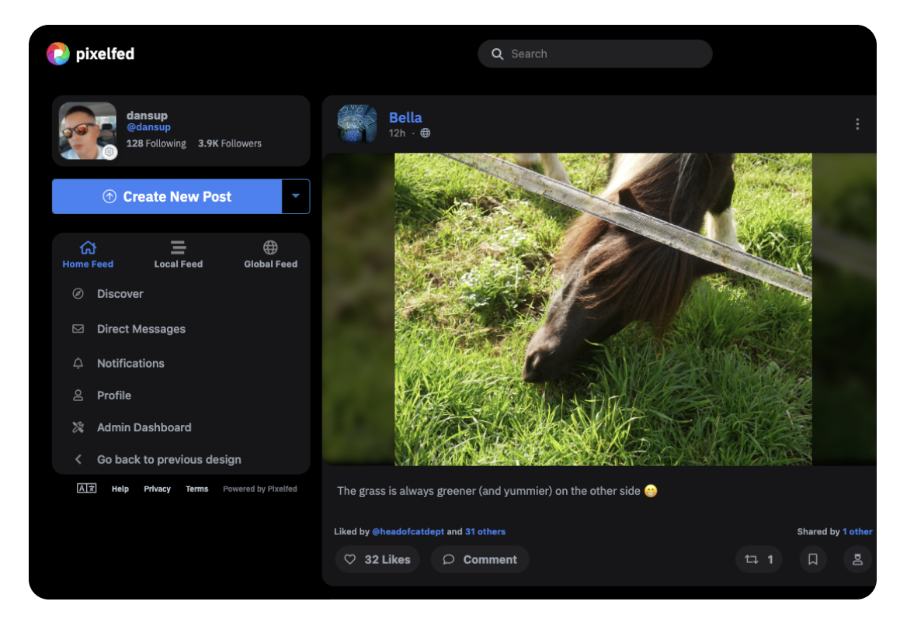 pixelfed
Search
dansup
@dansup
128 Following 3.9K Followers
Create New Post
Home Feed Local Feed Global Feed
Discover
Direct Messages
Notifications
Profile
Admin Dashboard
Go back to previous design
A文 Help Privacy Terms Powered by Pixelfed
Bella
12h ·
The grass is always greener (and yummier) on the other side 😁
Liked by @headofcatdept and 31 others
Shared by 1 other
32 Likes Comment 1